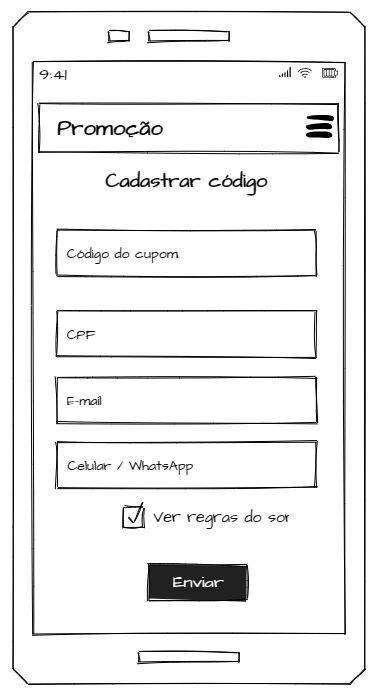 9:41
Promoção
Cadastrar código
Código do cupom
CPF
E-mail
Celular / WhatsApp
Ver regras do sor
Enviar